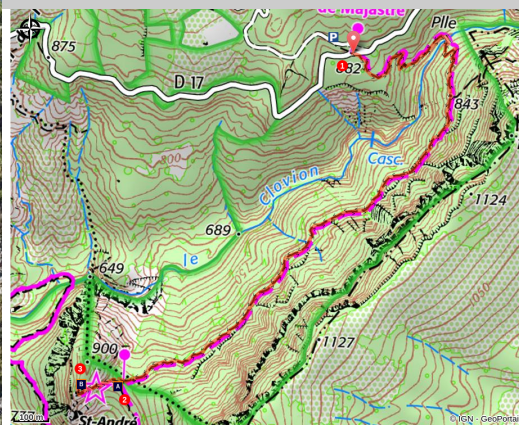 de Majastre
Plle
875
P
1
882
D 17
843
800
Casc.
Clovion
1124
689
le
649
1050
1127
900
3
B
A
2
St-André
100 m
© IGN - GeoPortail